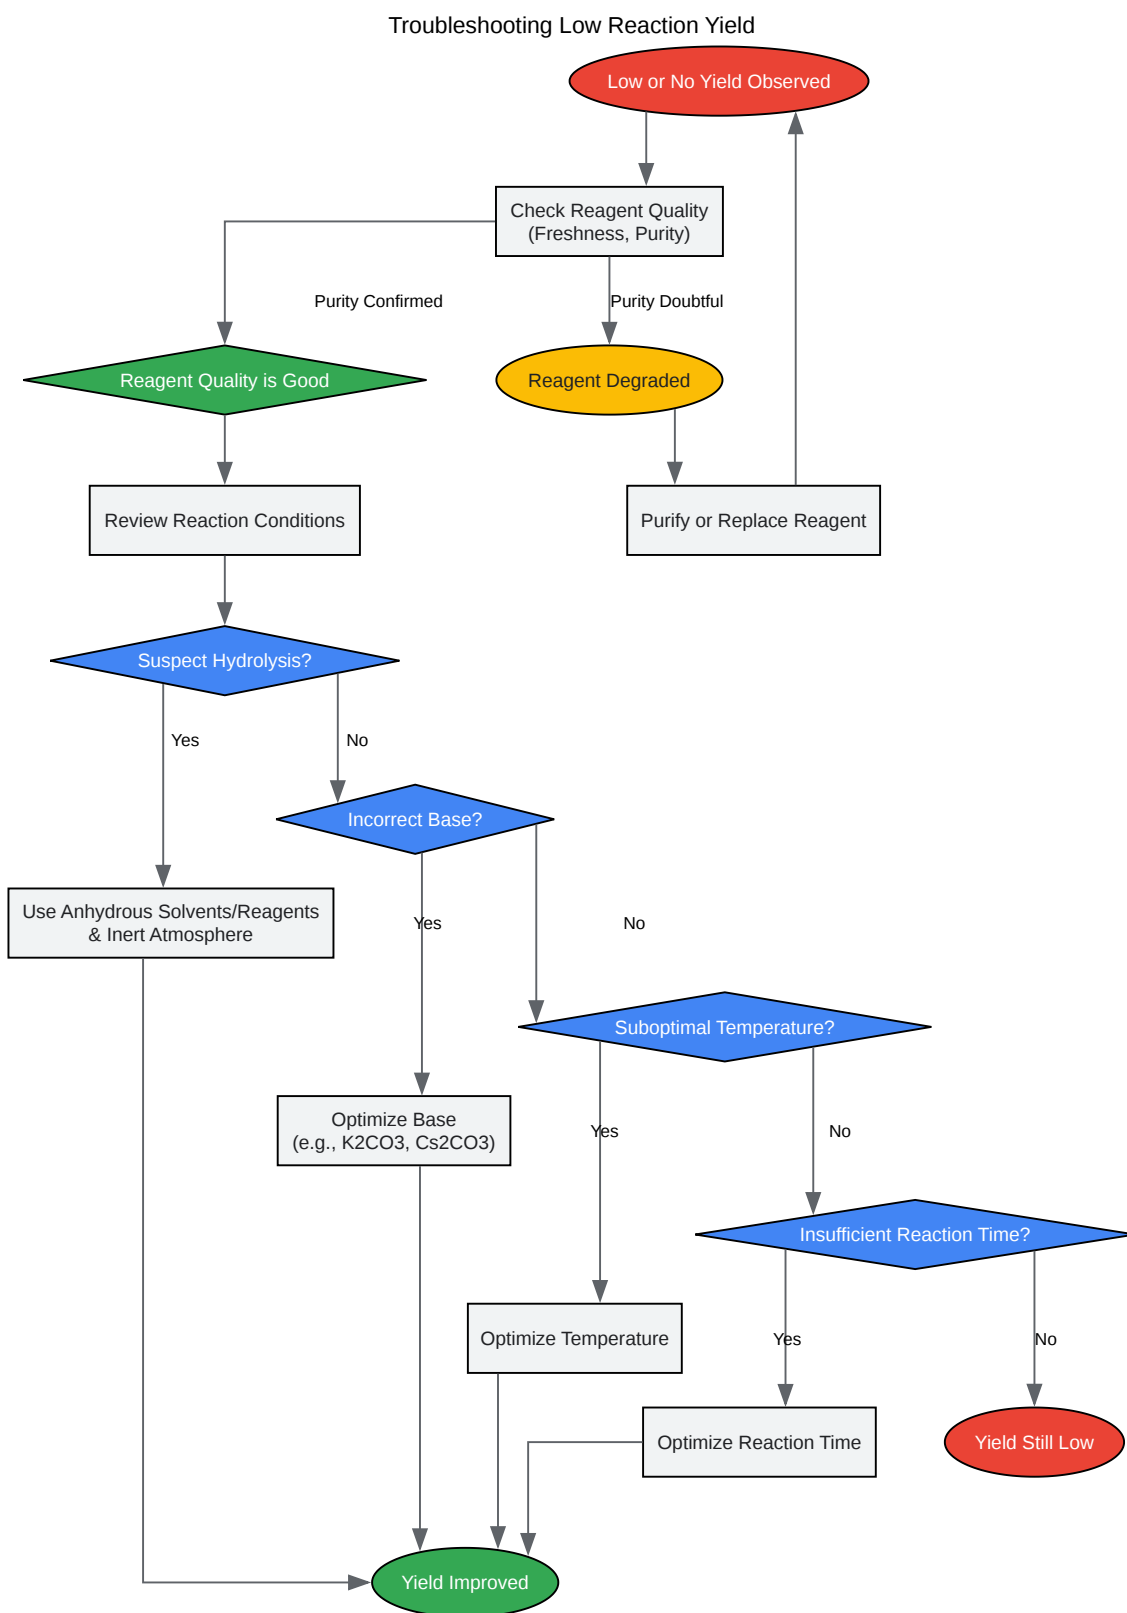 Troubleshooting Low Reaction Yield
Low or No Yield Observed
Check Reagent Quality
(Freshness, Purity)
Purity Confirmed
Purity Doubtful
Reagent Quality is Good
Reagent Degraded
Review Reaction Conditions
Purify or Replace Reagent
Suspect Hydrolysis?
Yes
No
Incorrect Base?
Use Anhydrous Solvents/Reagents
& Inert Atmosphere
Yes
No
Suboptimal Temperature?
Optimize Base
(e.g., K2CO3, Cs2CO3)
Yes
No
Insufficient Reaction Time?
Optimize Temperature
Yes
No
Optimize Reaction Time
Yield Still Low
Yield Improved